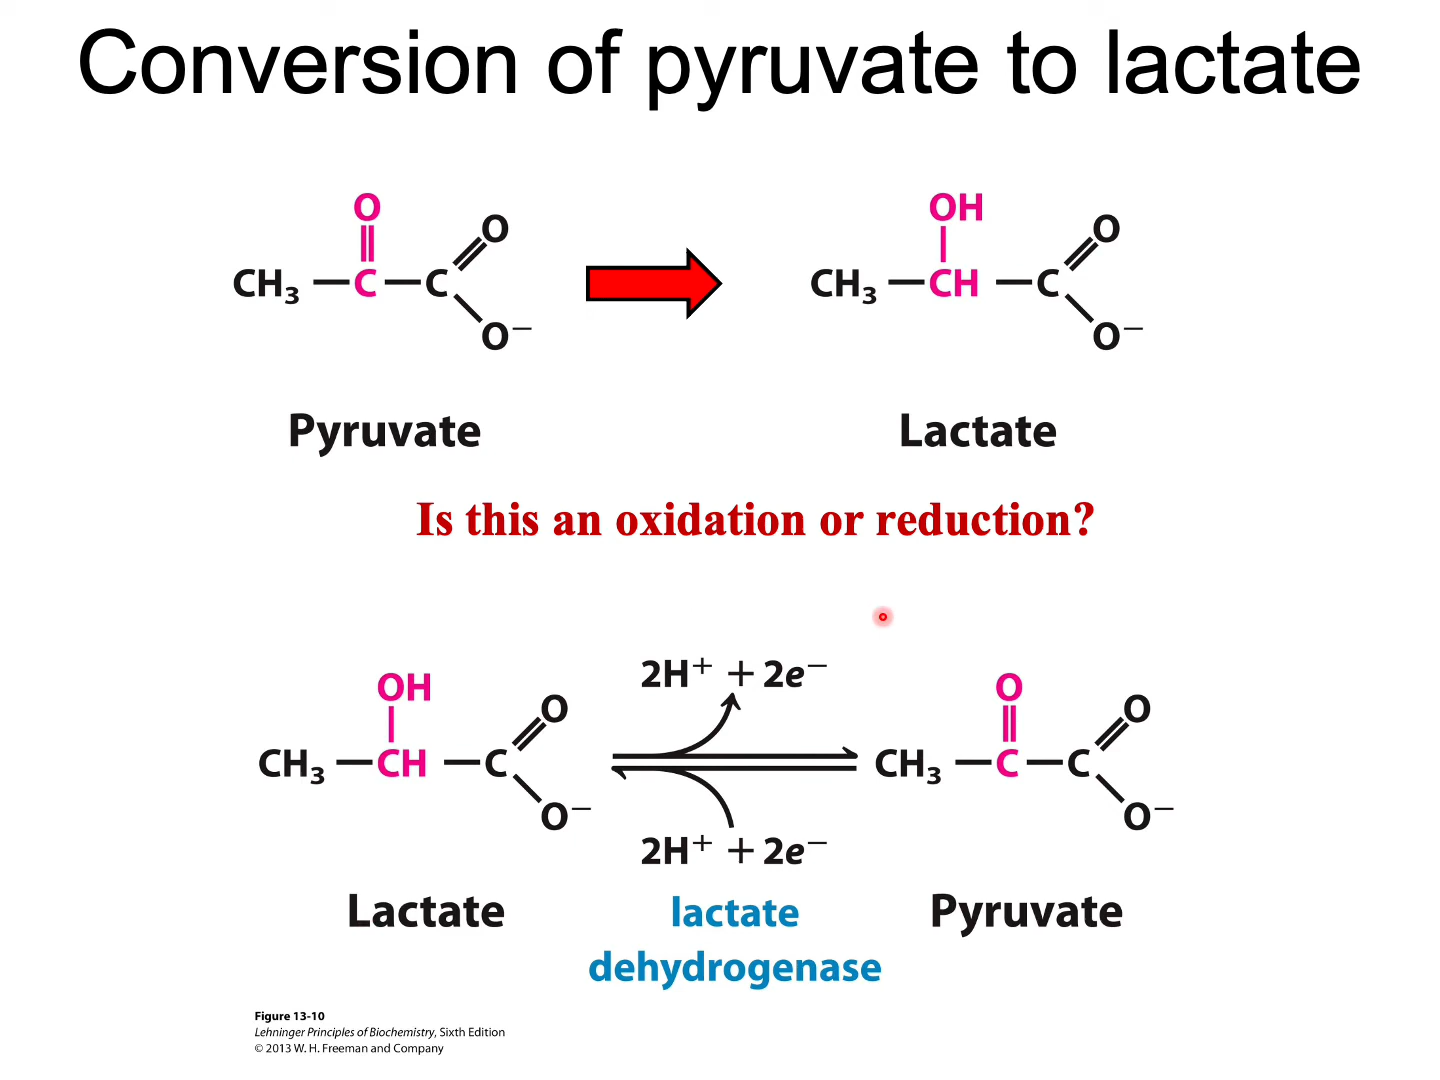 Conversion of pyruvate to lactate
O
O
CH₃ — C — C
O⁻
OH
O
CH₃ — CH — C
O⁻
Pyruvate
Lactate
Is this an oxidation or reduction?
2H⁺ + 2e⁻
OH
O
CH₃ — CH — C
O⁻
O
O
CH₃ — C — C
O⁻
2H⁺ + 2e⁻
Lactate
lactate
dehydrogenase
Pyruvate
Figure 13-10
Lehninger Principles of Biochemistry, Sixth Edition
© 2013 W. H. Freeman and Company